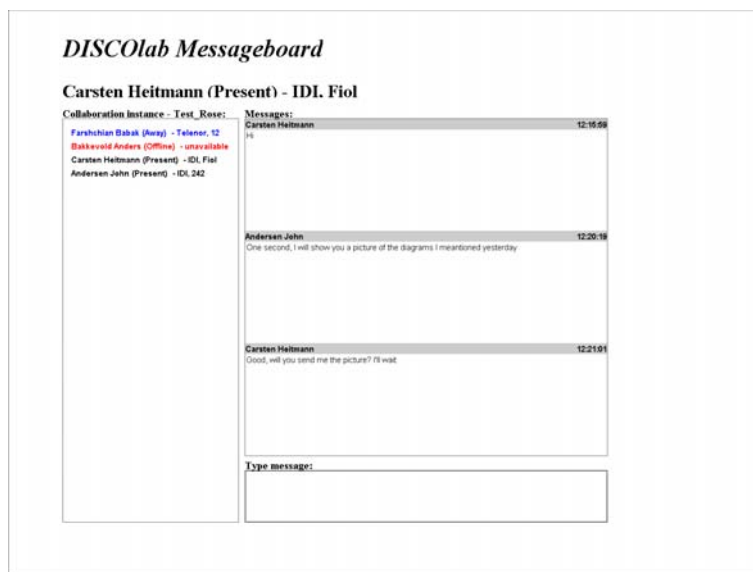 DISCOlab Messageboard
Carsten Heitmann (Present) - IDI, Fiol
Collaboration instance - Test_Rose:
Farshchian Babak (Away) - Telenor, 12
Bakkevold Anders (Offline) - unavailable
Carsten Heitmann (Present) - IDI, Fiol
Andersen John (Present) - IDI, 242
Messages:
Carsten Heitmann 12:15:59
Hi
Andersen John 12:20:19
One second, I will show you a picture of the diagrams I meantioned yesterday
Carsten Heitmann 12:21:01
Good, will you send me the picture? I'll wait
Type message: